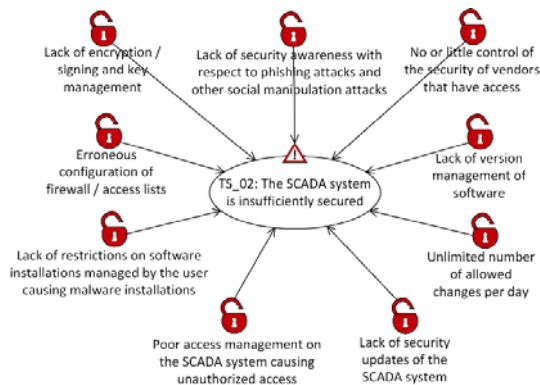 Lack of encryption /
signing and key
management
Lack of security awareness with
respect to phishing attacks and
other social manipulation attacks
No or little control of
the security of vendors
that have access
Erroneous
configuration of
firewall / access lists
!
TS_02: The SCADA system
is insufficiently secured
Lack of version
management of
software
Lack of restrictions on software
installations managed by the user
causing malware installations
Unlimited number
of allowed
changes per day
Poor access management on
the SCADA system causing
unauthorized access
Lack of security
updates of the
SCADA system